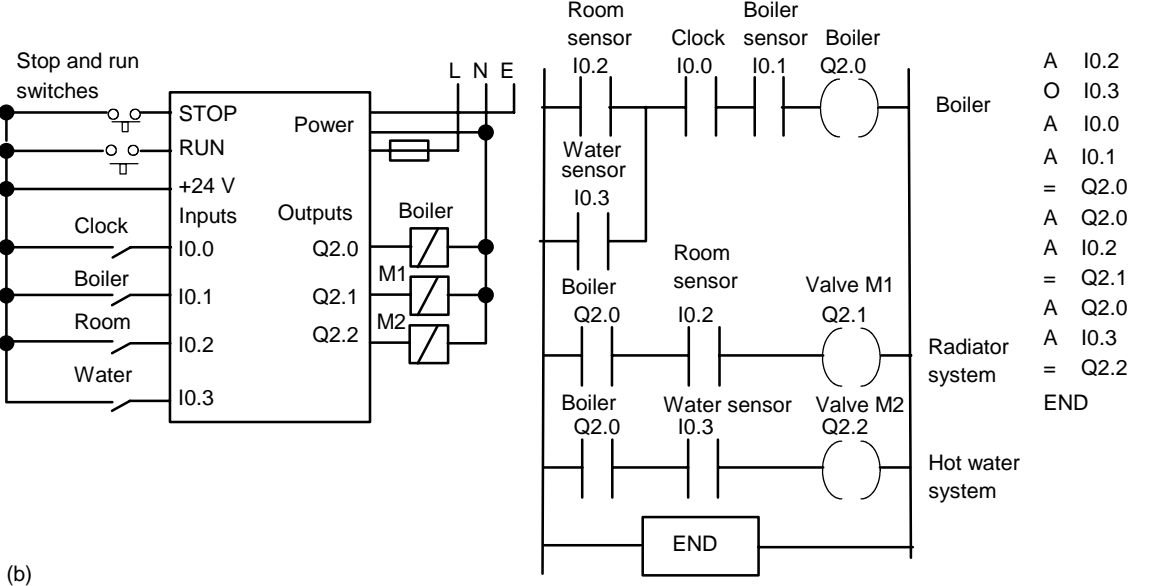 Stop and run
switches
STOP
RUN
+24 V
Inputs
Clock
I0.0
Boiler
I0.1
Room
I0.2
Water
I0.3
Power
L N E
Outputs
Boiler
Q2.0
M1
Q2.1
M2
Q2.2
Room
sensor
I0.2
Clock
I0.0
Boiler
sensor
I0.1
Boiler
Q2.0
Boiler
Water
sensor
I0.3
Boiler
Q2.0
Room
sensor
I0.2
Valve M1
Q2.1
Radiator
system
Boiler
Q2.0
Water sensor
I0.3
Valve M2
Q2.2
Hot water
system
END
A I0.2
O I0.3
A I0.0
A I0.1
= Q2.0
A Q2.0
A I0.2
= Q2.1
A Q2.0
A I0.3
= Q2.2
END
(b)